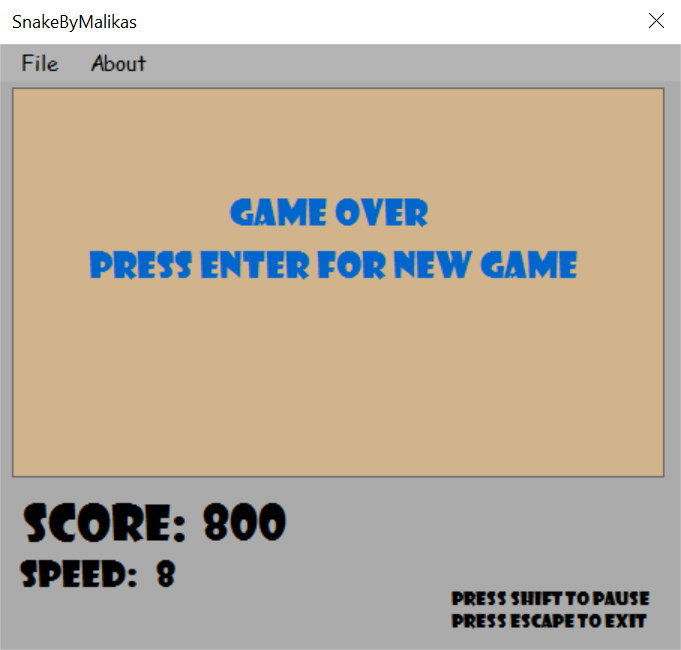 SnakeByMalikas
File About
GAME OVER
PRESS ENTER FOR NEW GAME
SCORE: 800
SPEED: 8
PRESS SHIFT TO PAUSE
PRESS ESCAPE TO EXIT